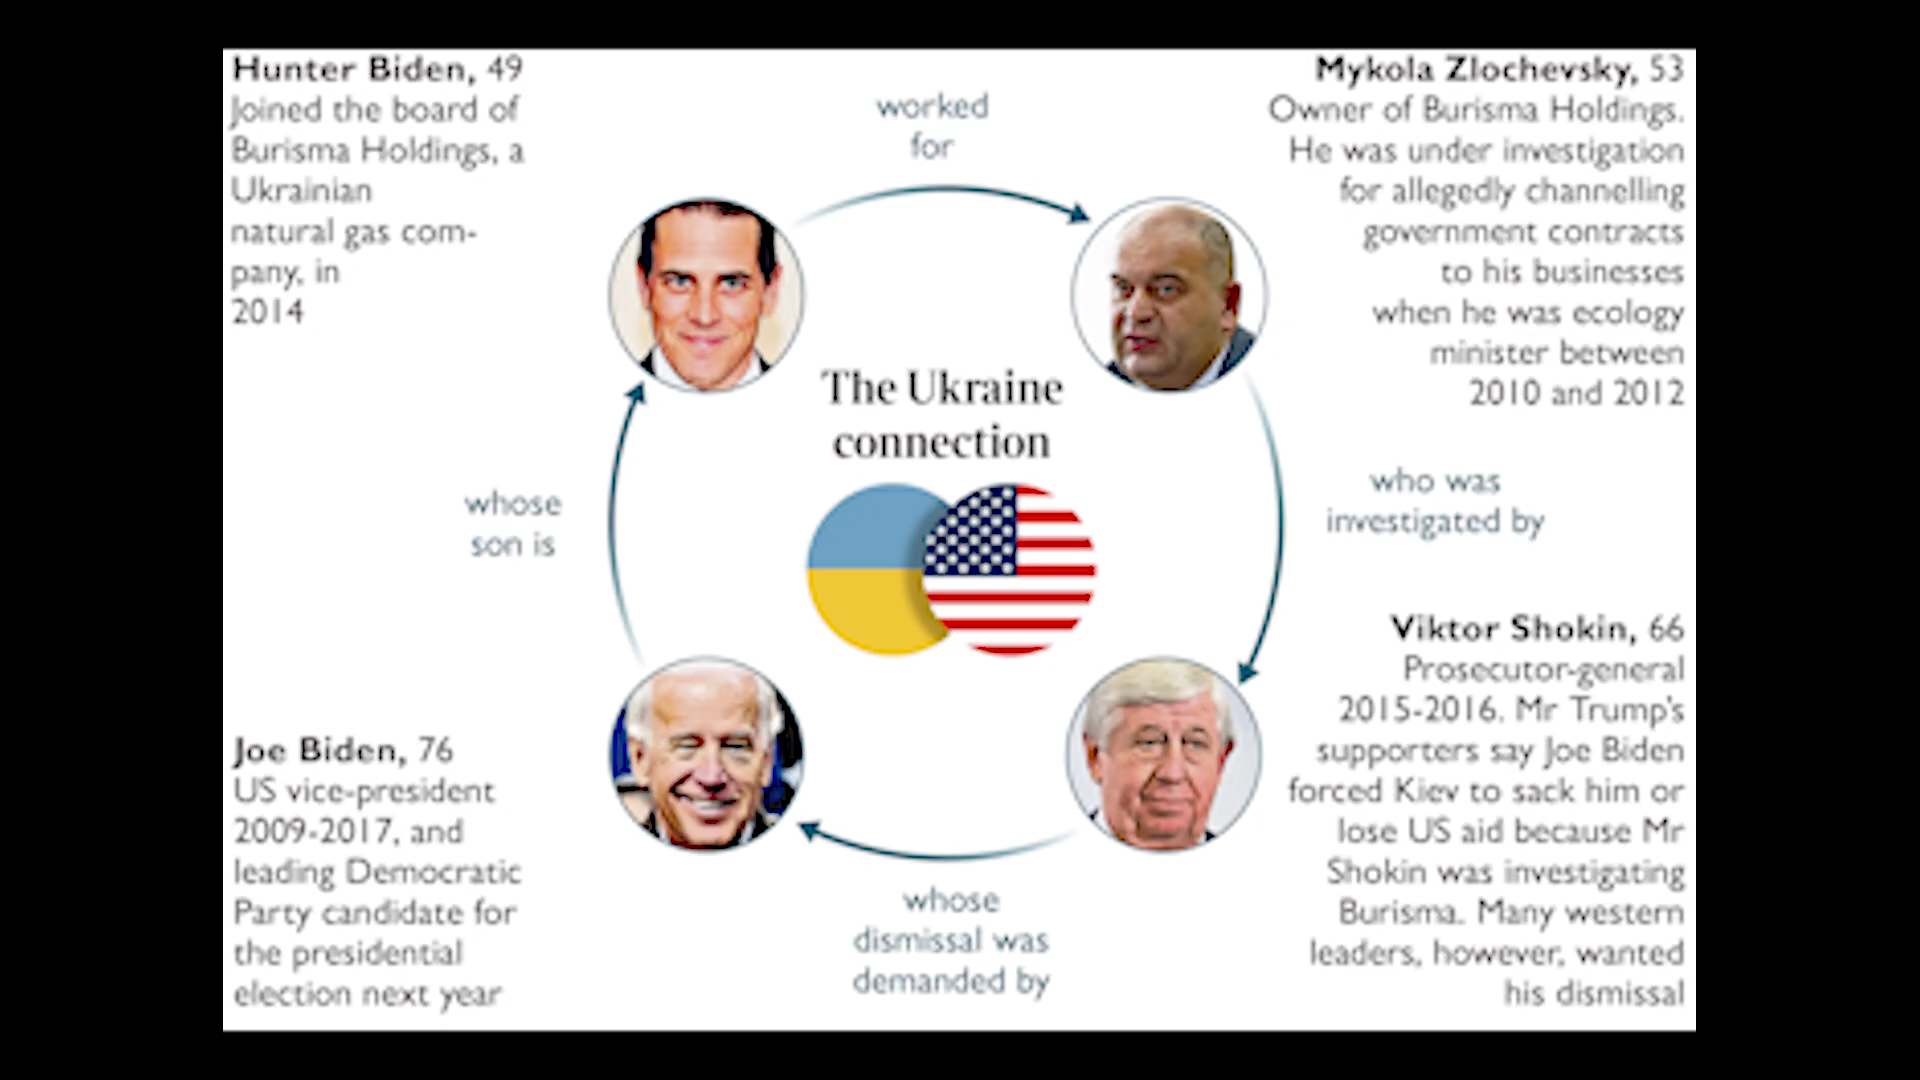 Hunter Biden, 49
Joined the board of
Burisma Holdings, a
Ukrainian
natural gas com-
pany, in
2014
worked
for
Mykola Zlochevsky, 53
Owner of Burisma Holdings.
He was under investigation
for allegedly channelling
government contracts
to his businesses
when he was ecology
minister between
2010 and 2012
The Ukraine
connection
whose
son is
who was
investigated by
Joe Biden, 76
US vice-president
2009-2017, and
leading Democratic
Party candidate for
the presidential
election next year
whose
dismissal was
demanded by
Viktor Shokin, 66
Prosecutor-general
2015-2016. Mr Trump's
supporters say Joe Biden
forced Kiev to sack him or
lose US aid because Mr
Shokin was investigating
Burisma. Many western
leaders, however, wanted
his dismissal